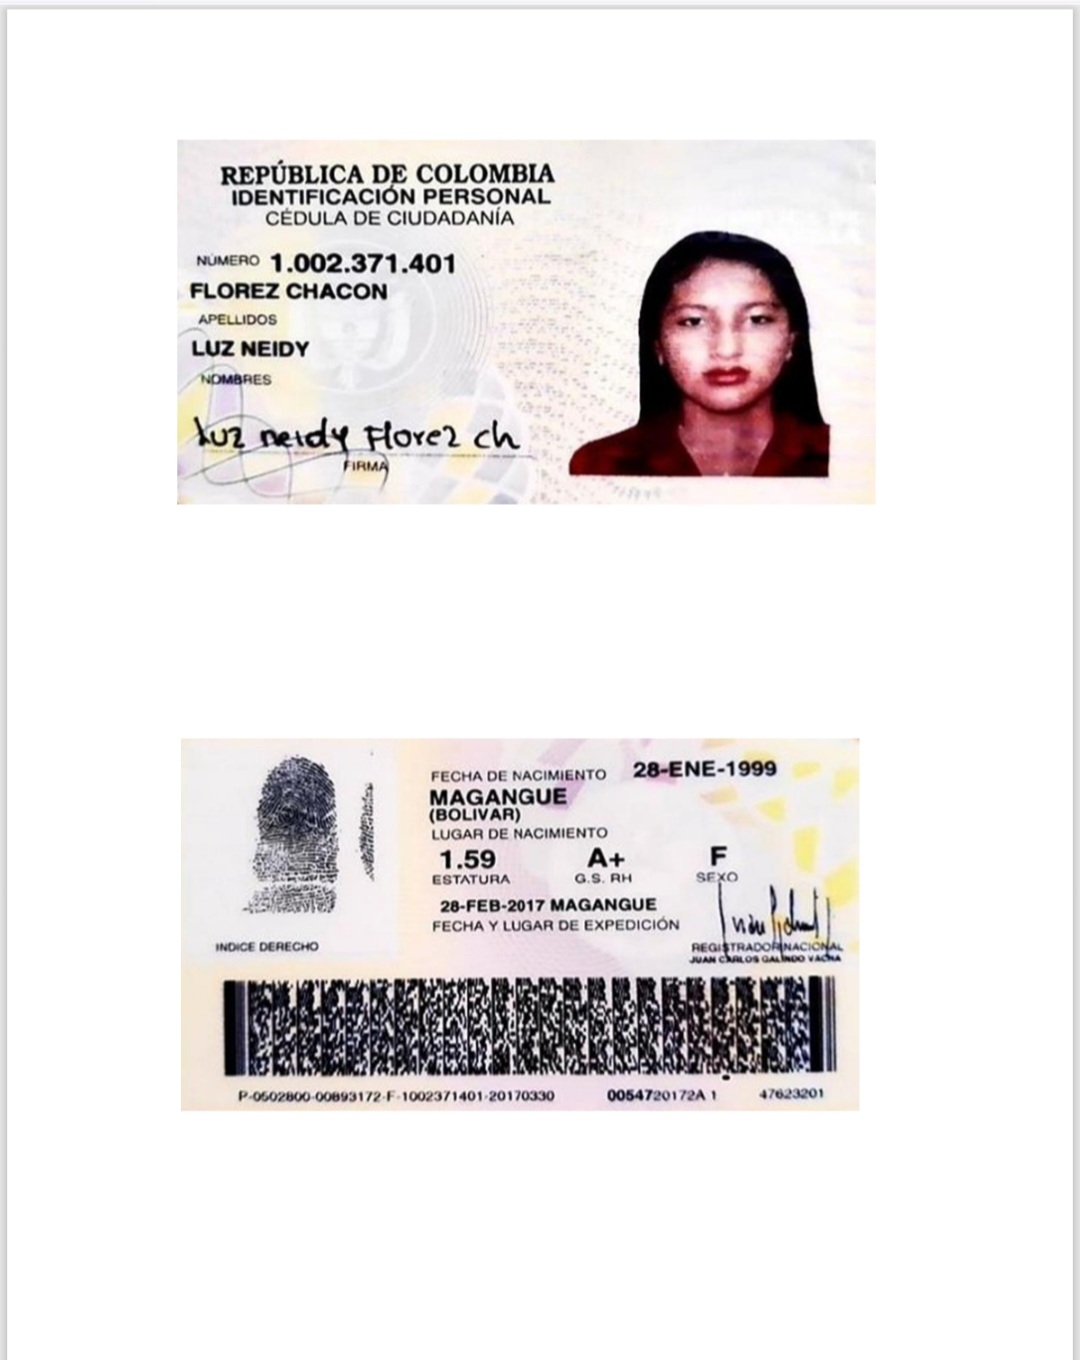 REPÚBLICA DE COLOMBIA
IDENTIFICACIÓN PERSONAL
CÉDULA DE CIUDADANÍA
NÚMERO 1.002.371.401
FLOREZ CHACON
APELLIDOS
LUZ NEIDY
NOMBRES
Luz neidy Florez ch
FIRMA
FECHA DE NACIMIENTO 28-ENE-1999
MAGANGUE
(BOLIVAR)
LUGAR DE NACIMIENTO
1.59 A+ F
ESTATURA G.S. RH SEXO
28-FEB-2017 MAGANGUE
FECHA Y LUGAR DE EXPEDICIÓN
INDICE DERECHO
REGISTRADOR NACIONAL
JUAN CARLOS GALINDO VACHA
P-0502800-00893172-F-1002371401-20170330 0054720172A 1 47623201